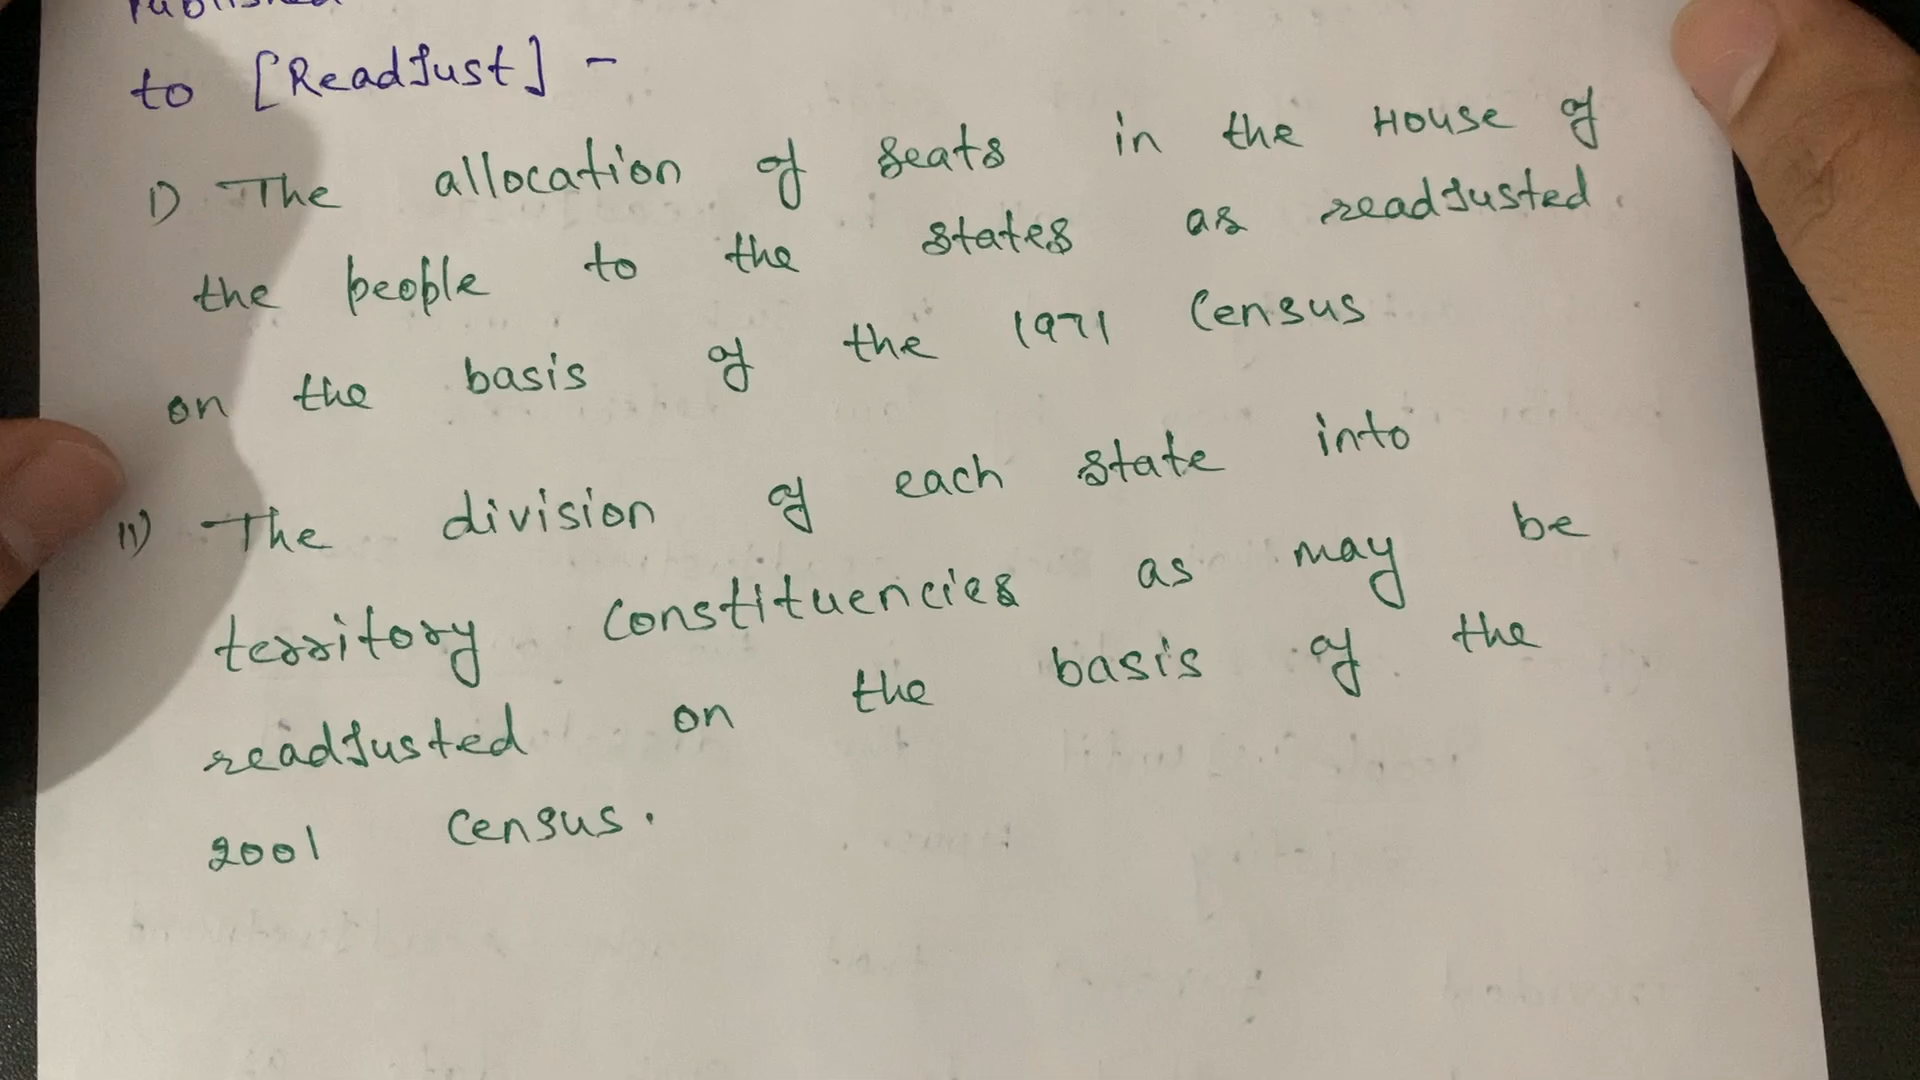 Published
to [Readjust] -
I) The allocation of seats in the House of
the people to the states as readjusted
on the basis of the 1971 Census
II) The division of each state into
territory constituencies as may be
readjusted on the basis of the
2001 Census.